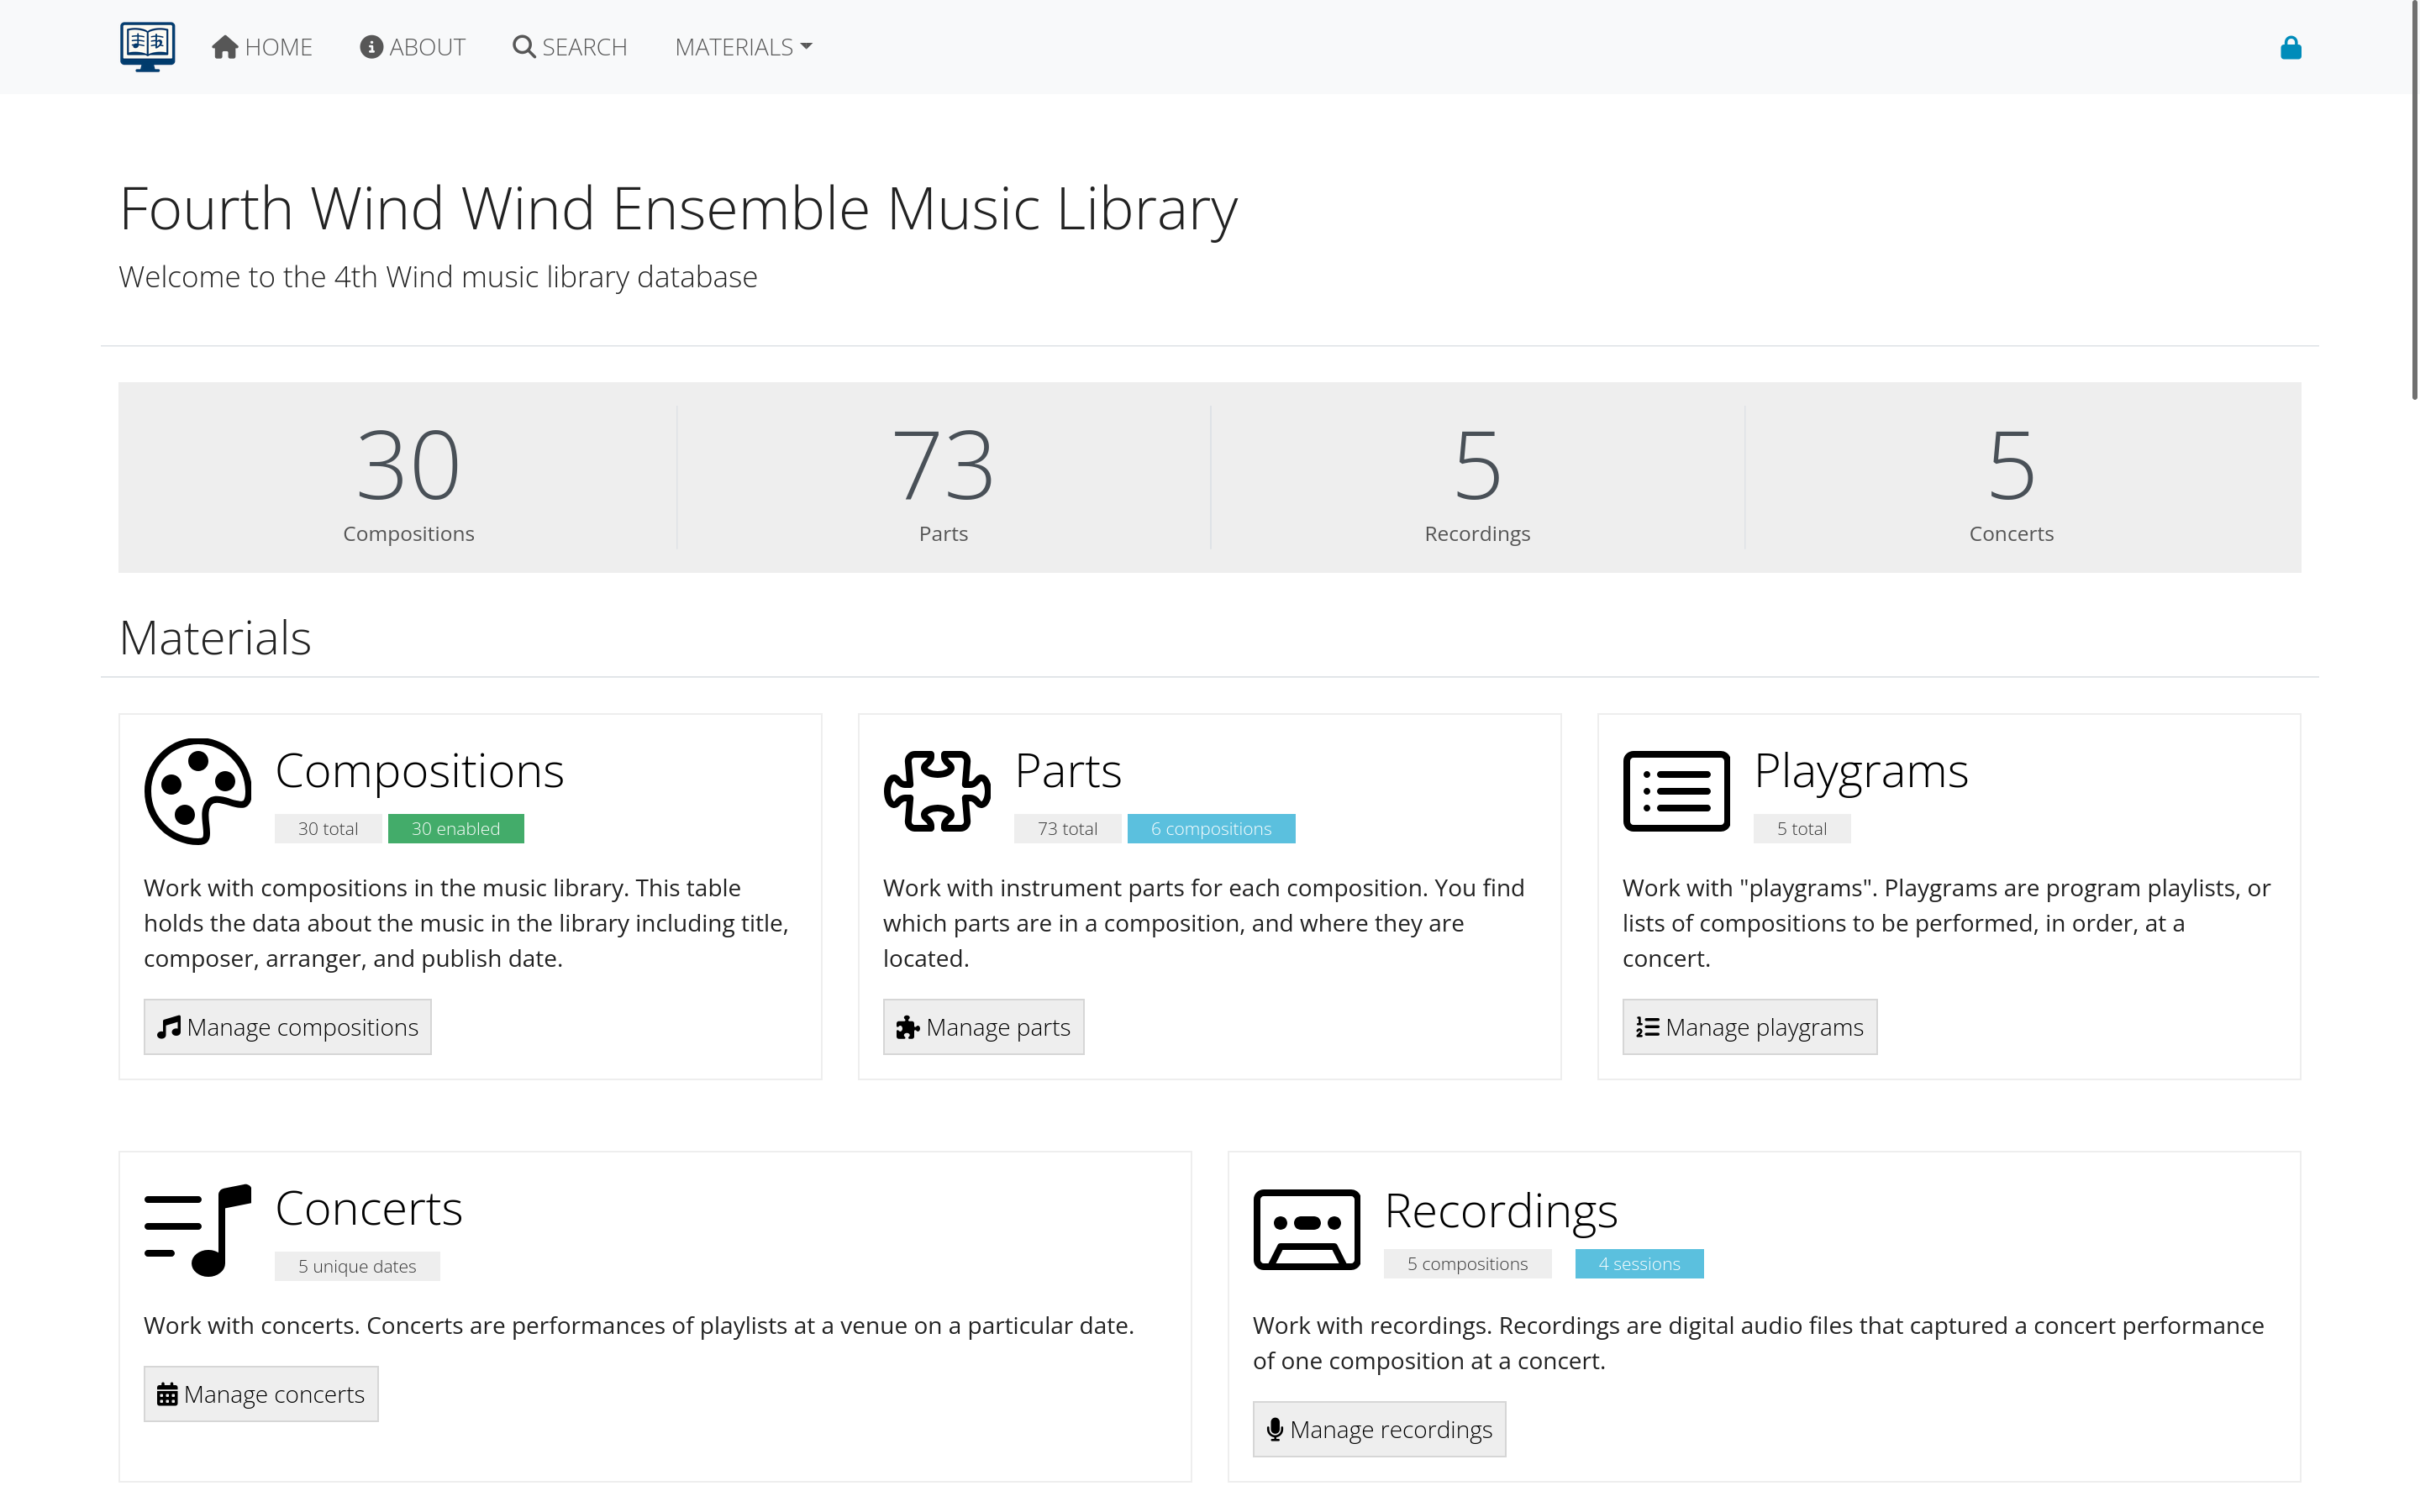 HOME ABOUT SEARCH MATERIALS
Fourth Wind Wind Ensemble Music Library
Welcome to the 4th Wind music library database
30 73 5 5
Compositions Parts Recordings Concerts
Materials
Compositions
30 total 30 enabled
Work with compositions in the music library. This table
holds the data about the music in the library including title,
composer, arranger, and publish date.
Manage compositions
Parts
73 total 6 compositions
Work with instrument parts for each composition. You find
which parts are in a composition, and where they are
located.
Manage parts
Playgrams
5 total
Work with "playgrams". Playgrams are program playlists, or
lists of compositions to be performed, in order, at a
concert.
Manage playgrams
Concerts
5 unique dates
Work with concerts. Concerts are performances of playlists at a venue on a particular date.
Manage concerts
Recordings
5 compositions 4 sessions
Work with recordings. Recordings are digital audio files that captured a concert performance
of one composition at a concert.
Manage recordings